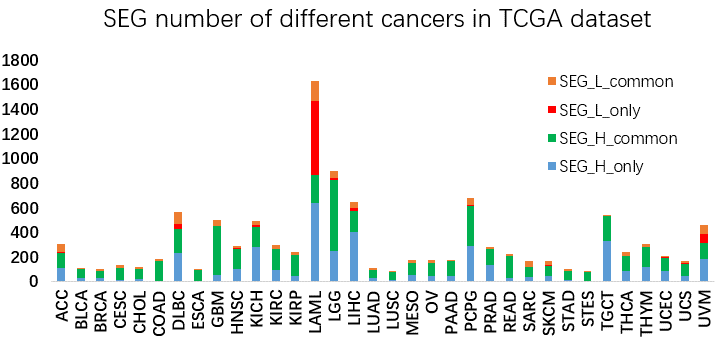 SEG number of different cancers in TCGA dataset
1800
1600
1400
1200
1000
800
600
400
200
0
SEG_L_common
SEG_L_only
SEG_H_common
SEG_H_only
ACC
BLCA
BRCA
CESC
CHOL
COAD
DLBC
ESCA
GBM
HNSC
KICH
KIRC
KIRP
LAML
LGG
LIHC
LUAD
LUSC
MESO
OV
PAAD
PCPG
PRAD
READ
SARC
SKCM
STAD
STES
TGCT
THCA
THYM
UCEC
UCS
UVM